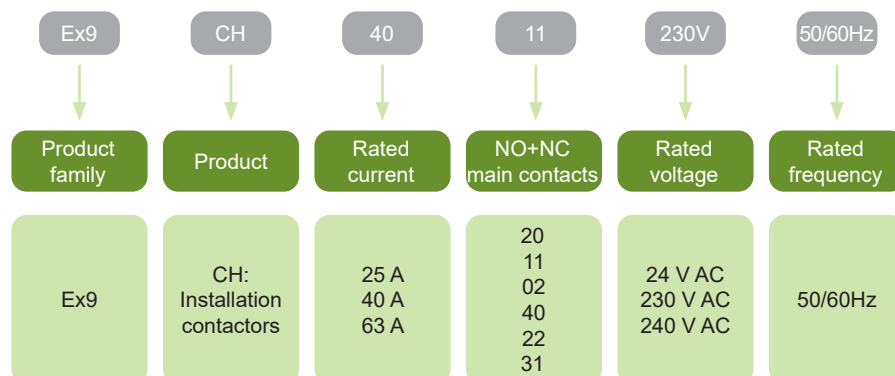 Ex9 CH 40 11 230V 50/60Hz
Product family
Product
Rated current
NO+NC main contacts
Rated voltage
Rated frequency
Ex9
CH:
Installation
contactors
25 A
40 A
63 A
20
11
02
40
22
31
24 V AC
230 V AC
240 V AC
50/60Hz